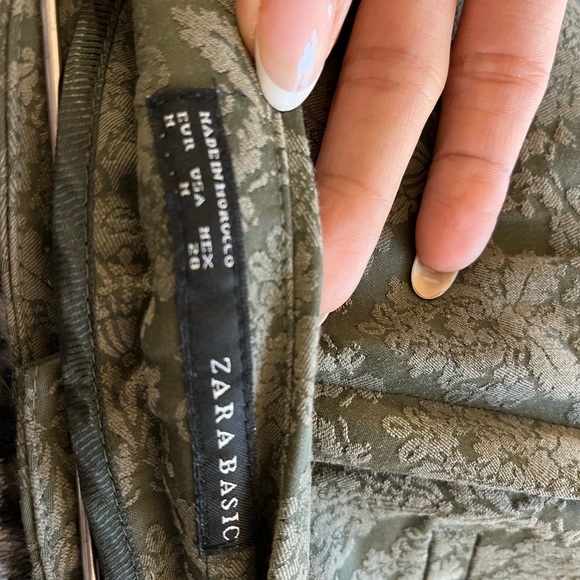 ZARA BASIC
EUR USA MEX
M M 28
MADE IN MOROCCO